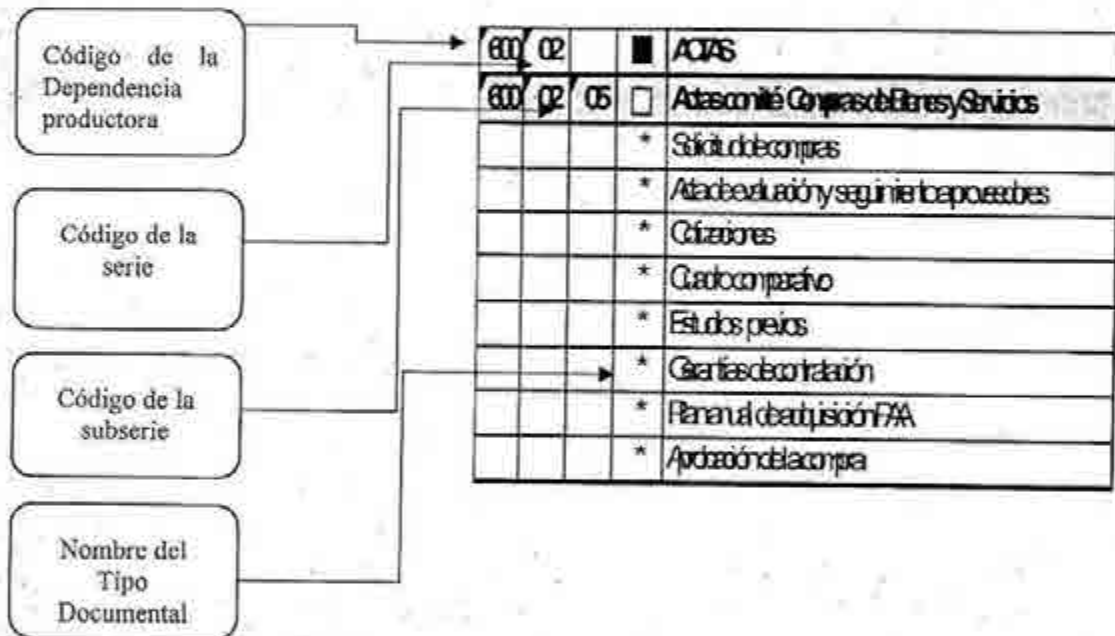 Código de la
Dependencia
productora
Código de la
serie
Código de la
subserie
Nombre del
Tipo
Documental
600 02 ■ ACTAS
600 02 05 □ Actas comité Compras de Bienes y Servicios
* Solicitud de compras
* Acta de evaluación y seguimiento a proveedores
* Cotizaciones
* Cuadro comparativo
* Estudios previos
* Garantías de contratación
* Plan anual de adquisición PAA
* Aprobación de la compra